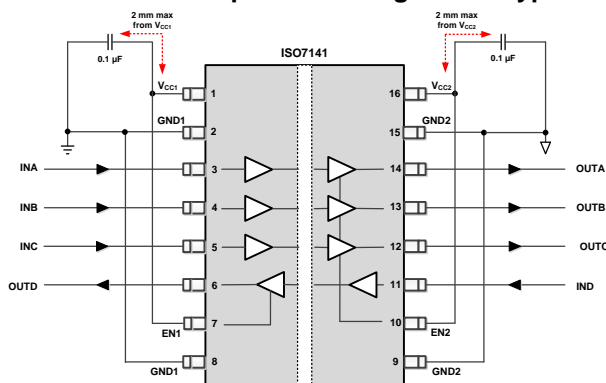 2 mm max
from VCC1
2 mm max
from VCC2
0.1 µF
0.1 µF
ISO7141
VCC1
1
16
VCC2
GND1
2
15
GND2
INA
3
14
OUTA
INB
4
13
OUTB
INC
5
12
OUTC
OUTD
6
11
IND
EN1
7
10
EN2
GND1
8
9
GND2